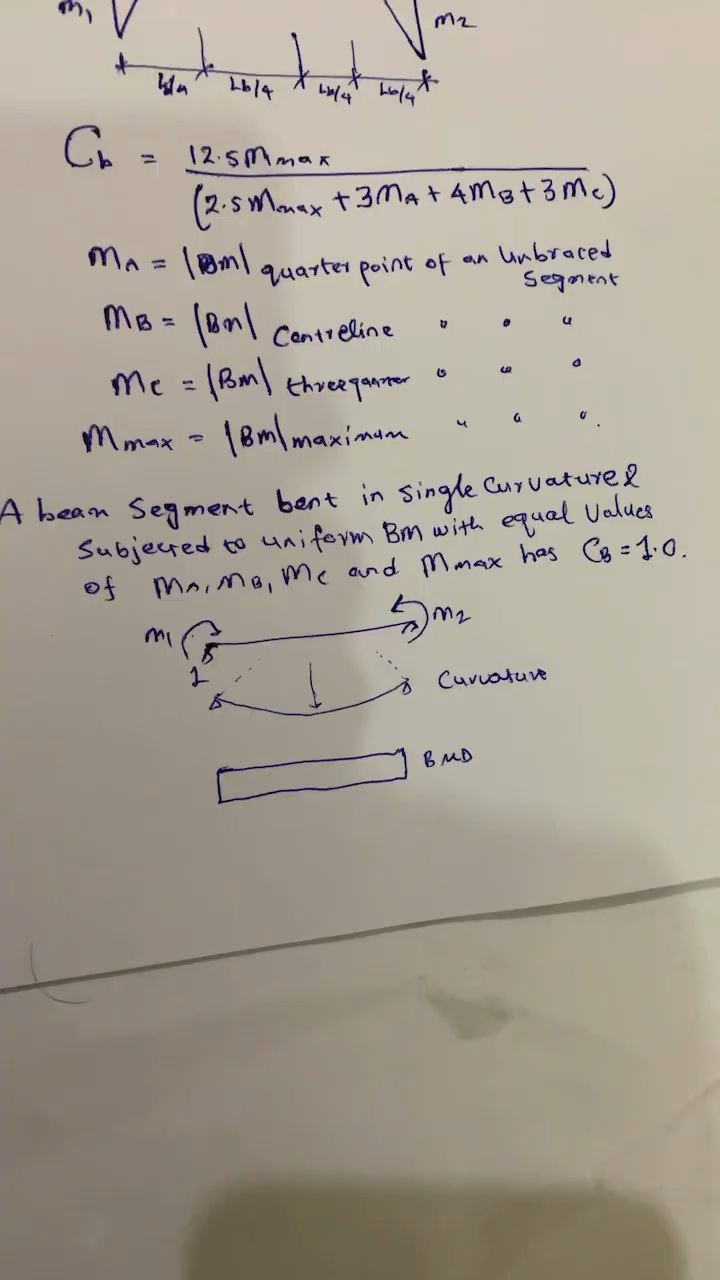 M1 M2
Lb/4 Lb/4 Lb/4 Lb/4
Cb = 12.5Mmax
(2.5Mmax + 3MA + 4MB + 3Mc)
MA = |BM| quarter point of an Unbraced
Segment
MB = |BM| Centreline " " "
Mc = |BM| three quarter " " "
Mmax = |BM| maximum " " ".
A beam Segment bent in Single Curvature &
Subjected to uniform BM with equal Values
of MA, MB, Mc and Mmax has CB = 1.0.
M1 M2
1
Curvature
BMD